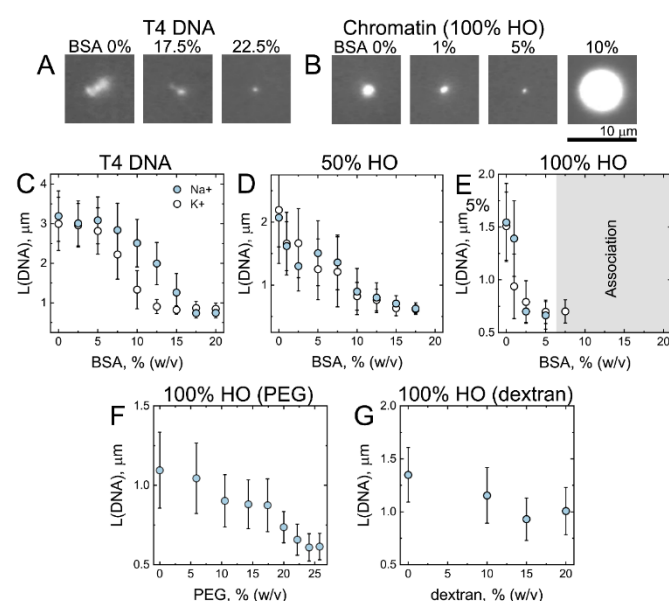 T4 DNA
Chromatin (100% HO)
A
BSA 0%
17.5%
22.5%
B
BSA 0%
1%
5%
10%
10 μm
T4 DNA
C
Na+
K+
L(DNA), μm
4
3
2
1
0
5
10
15
20
BSA, % (w/v)
50% HO
D
L(DNA), μm
2
1
0
5
10
15
20
BSA, % (w/v)
100% HO
E
5%
Association
L(DNA), μm
2.0
1.5
1.0
0.5
0
5
10
15
20
BSA, % (w/v)
100% HO (PEG)
F
L(DNA), μm
1.5
1.0
0.5
0
5
10
15
20
25
PEG, % (w/v)
100% HO (dextran)
G
L(DNA), μm
2.0
1.5
1.0
0.5
0
5
10
15
20
dextran, % (w/v)